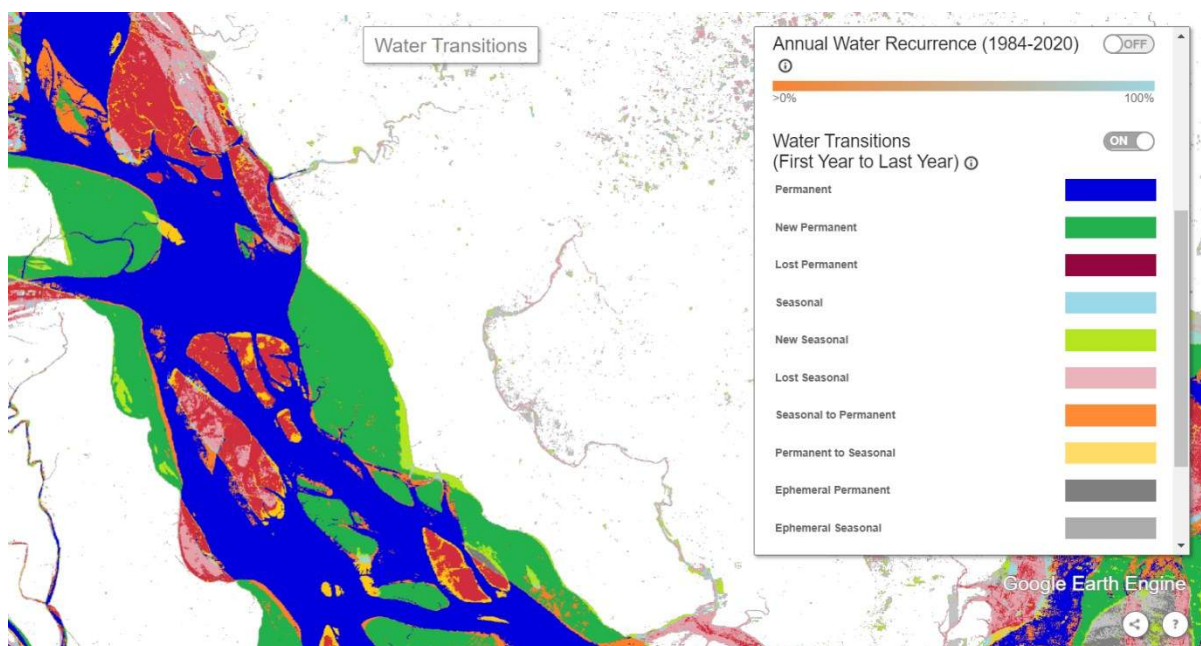 Water Transitions
Annual Water Recurrence (1984-2020)
OFF
>0% 100%
Water Transitions
ON
(First Year to Last Year)
Permanent
New Permanent
Lost Permanent
Seasonal
New Seasonal
Lost Seasonal
Seasonal to Permanent
Permanent to Seasonal
Ephemeral Permanent
Ephemeral Seasonal
Google Earth Engine
?